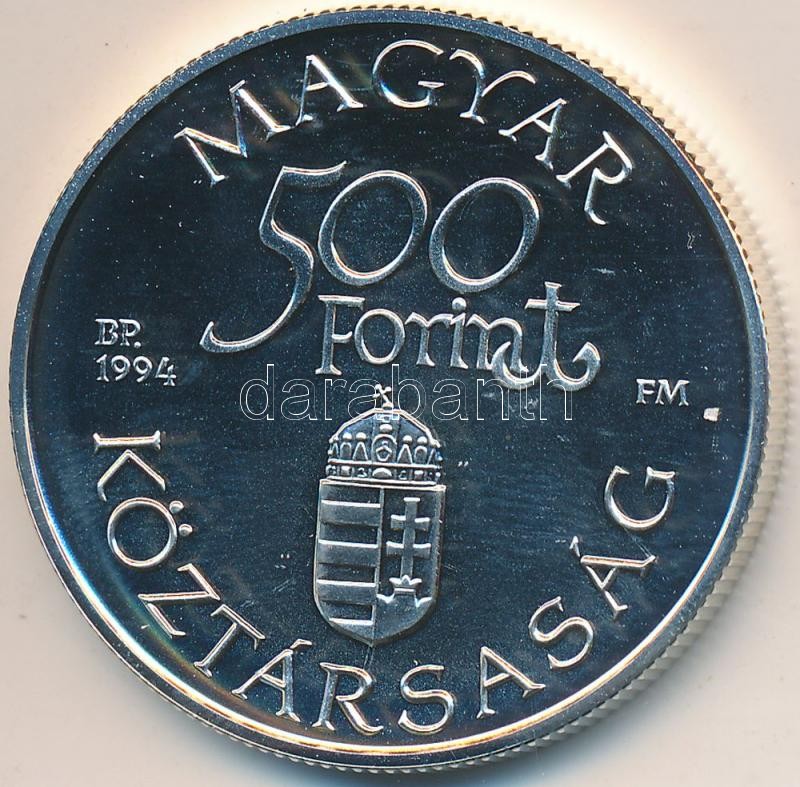 MAGYAR
500
Forint
BP.
1994
FM
KÖZTÁRSASÁG
darabanth